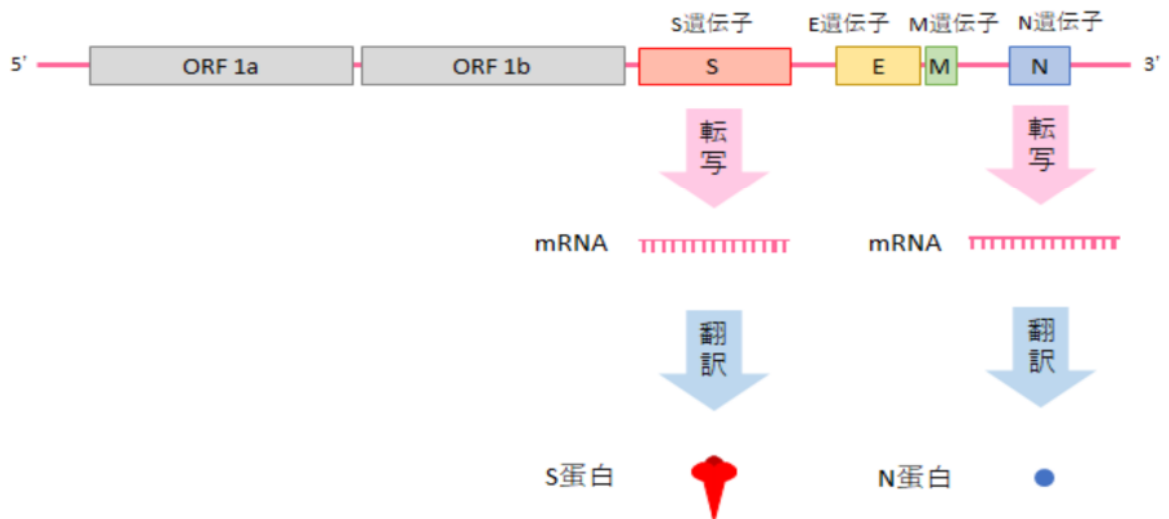 S遺伝子 E遺伝子 M遺伝子 N遺伝子
5' ORF 1a ORF 1b S E M N 3'
転写 転写
mRNA mRNA
翻訳 翻訳
S蛋白 N蛋白